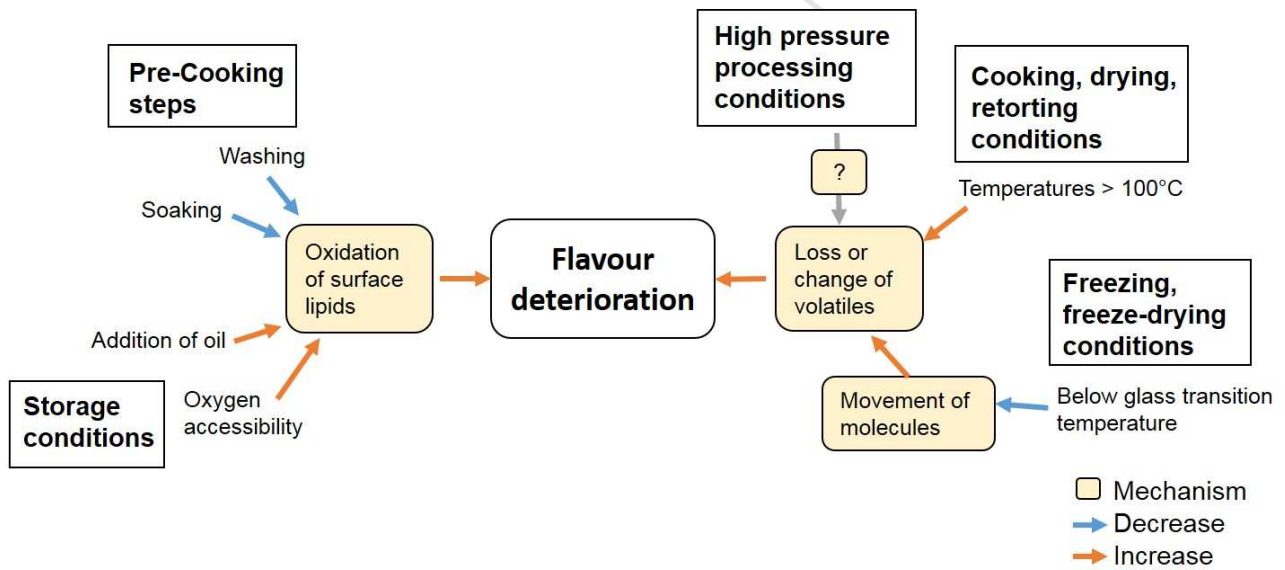 Pre-Cooking
steps
Washing
Soaking
Oxidation
of surface
lipids
Addition of oil
Storage
conditions
Oxygen
accessibility
Flavour
deterioration
High pressure
processing
conditions
?
Loss or
change of
volatiles
Cooking, drying,
retorting
conditions
Temperatures > 100°C
Freezing,
freeze-drying
conditions
Movement of
molecules
Below glass transition
temperature
Mechanism
Decrease
Increase